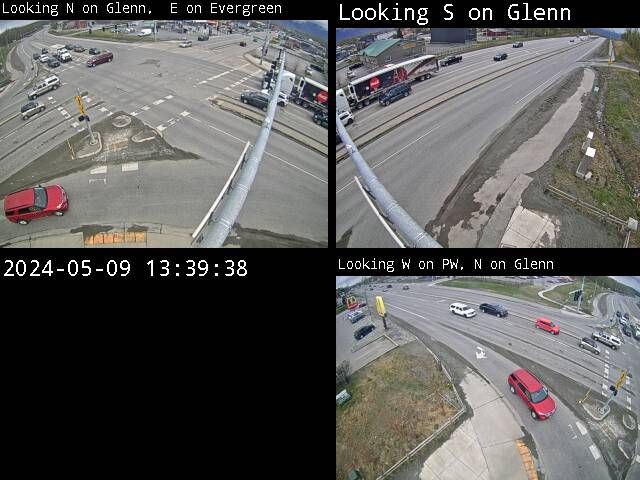 Looking N on Glenn,  E on Evergreen
Looking S on Glenn
2024-05-09 13:39:38
Looking W on PW, N on Glenn